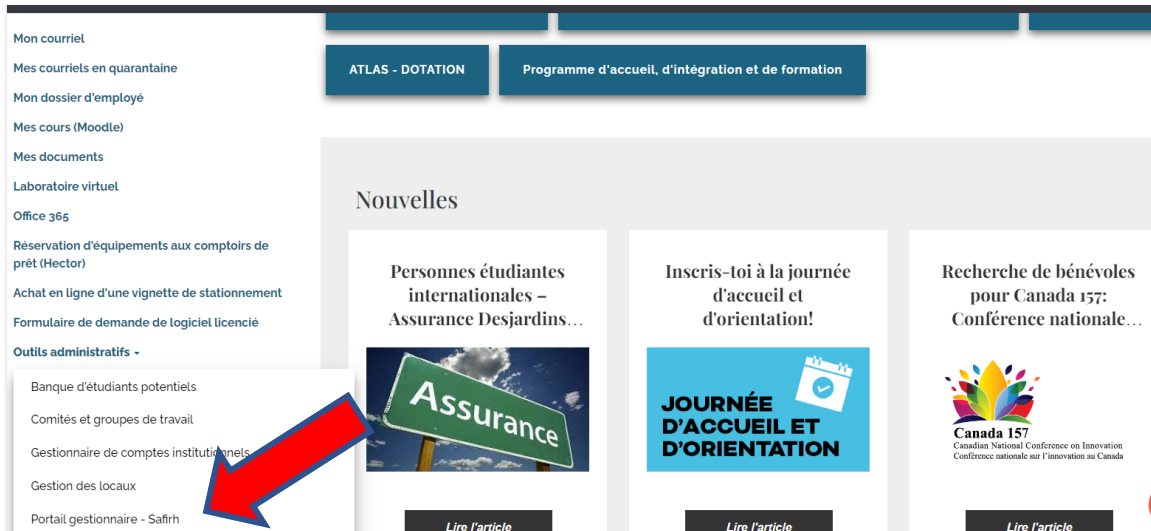 Mon courriel
Mes courriels en quarantaine
Mon dossier d'employé
Mes cours (Moodle)
Mes documents
Laboratoire virtuel
Office 365
Réservation d'équipements aux comptoirs de
prêt (Hector)
Achat en ligne d'une vignette de stationnement
Formulaire de demande de logiciel licencié
Outils administratifs
Banque d'étudiants potentiels
Comités et groupes de travail
Gestionnaire de comptes institutionnels
Gestion des locaux
Portail gestionnaire - Safirh
ATLAS - DOTATION
Programme d'accueil, d'intégration et de formation
Nouvelles
Personnes étudiantes
internationales –
Assurance Desjardins...
Assurance
Lire l'article
Inscris-toi à la journée
d'accueil et
d'orientation!
JOURNÉE
D'ACCUEIL ET
D'ORIENTATION
Lire l'article
Recherche de bénévoles
pour Canada 157:
Conférence nationale...
Canada 157
Canadian National Conference on Innovation
Conférence nationale sur l'innovation au Canada
Lire l'article